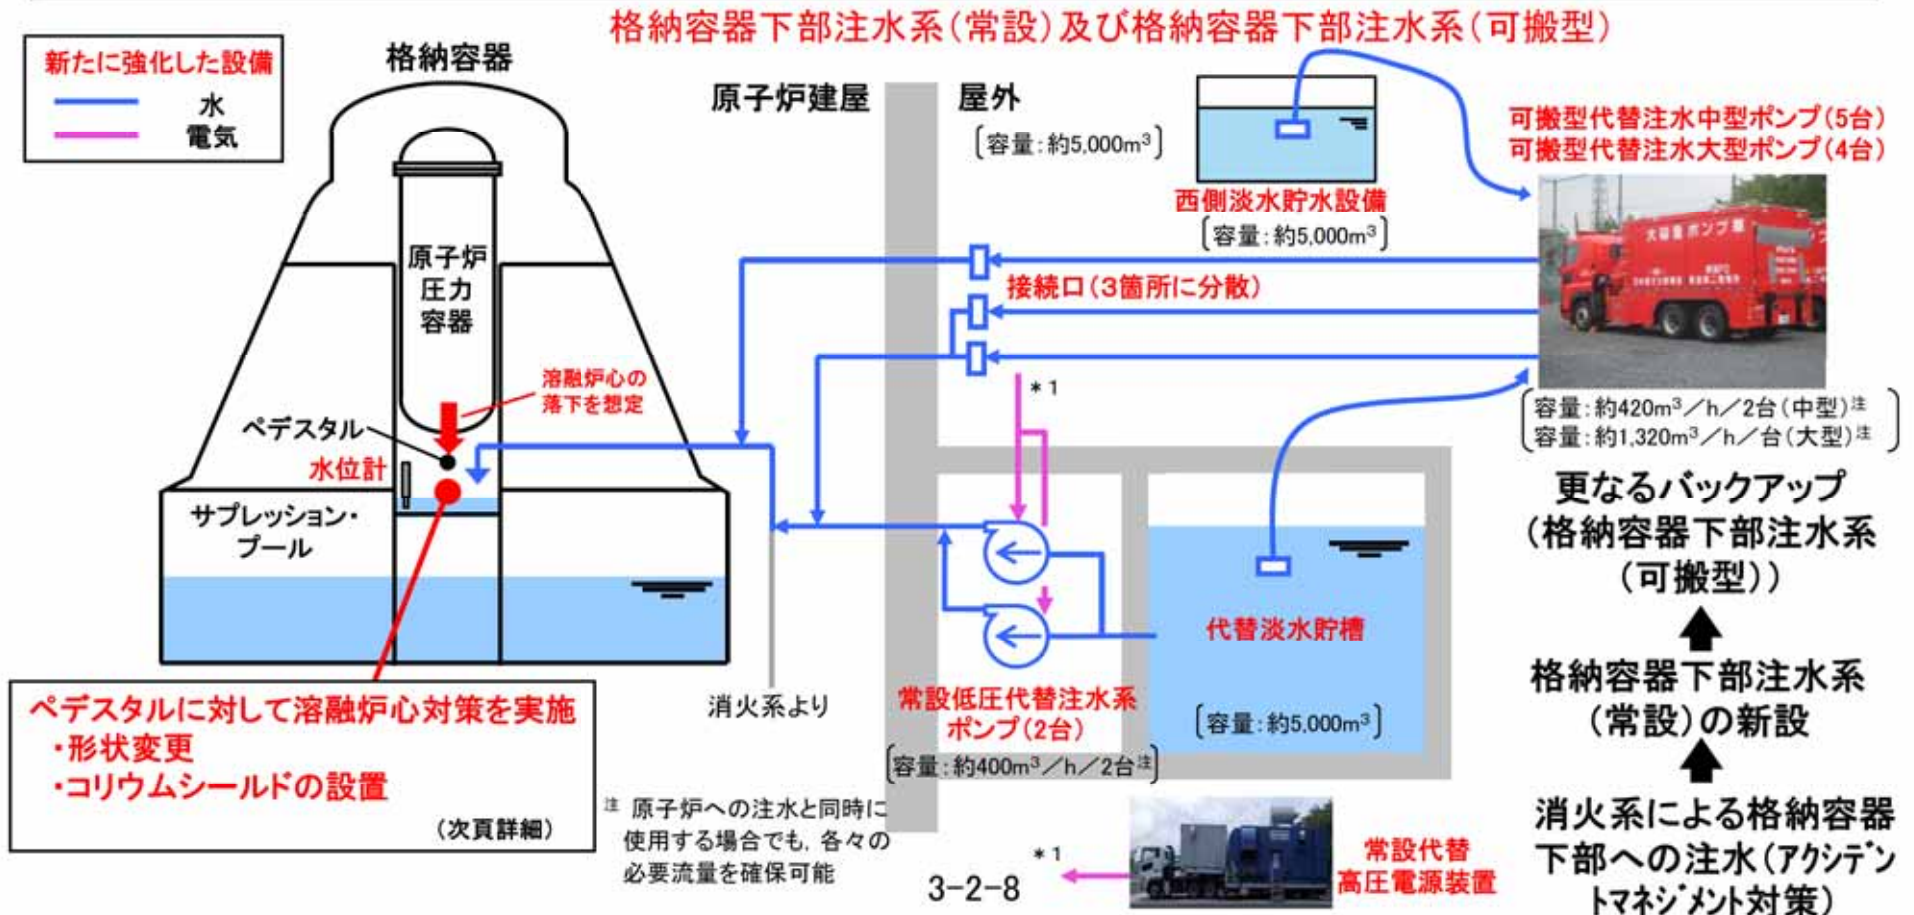 格納容器下部注水系(常設)及び格納容器下部注水系(可搬型)
新たに強化した設備
水
電気
格納容器
原子炉建屋
屋外
[容量:約5,000m³]
西側淡水貯水設備
[容量:約5,000m³]
可搬型代替注水中型ポンプ(5台)
可搬型代替注水大型ポンプ(4台)
大容量ポンプ車
容量:約420m³/h/2台(中型)注
容量:約1,320m³/h/台(大型)注
原子炉
圧力
容器
接続口(3箇所に分散)
溶融炉心の
落下を想定
*1
ペデスタル
水位計
サプレッション・
プール
更なるバックアップ
(格納容器下部注水系
(可搬型))
代替淡水貯槽
[容量:約5,000m³]
格納容器下部注水系
(常設)の新設
消火系より
常設低圧代替注水系
ポンプ(2台)
[容量:約400m³/h/2台注]
ペデスタルに対して溶融炉心対策を実施
・形状変更
・コリウムシールドの設置
(次頁詳細)
注 原子炉への注水と同時に
使用する場合でも,各々の
必要流量を確保可能
*1
常設代替
高圧電源装置
消火系による格納容器
下部への注水(アクシデン
トマネジメント対策)
3-2-8